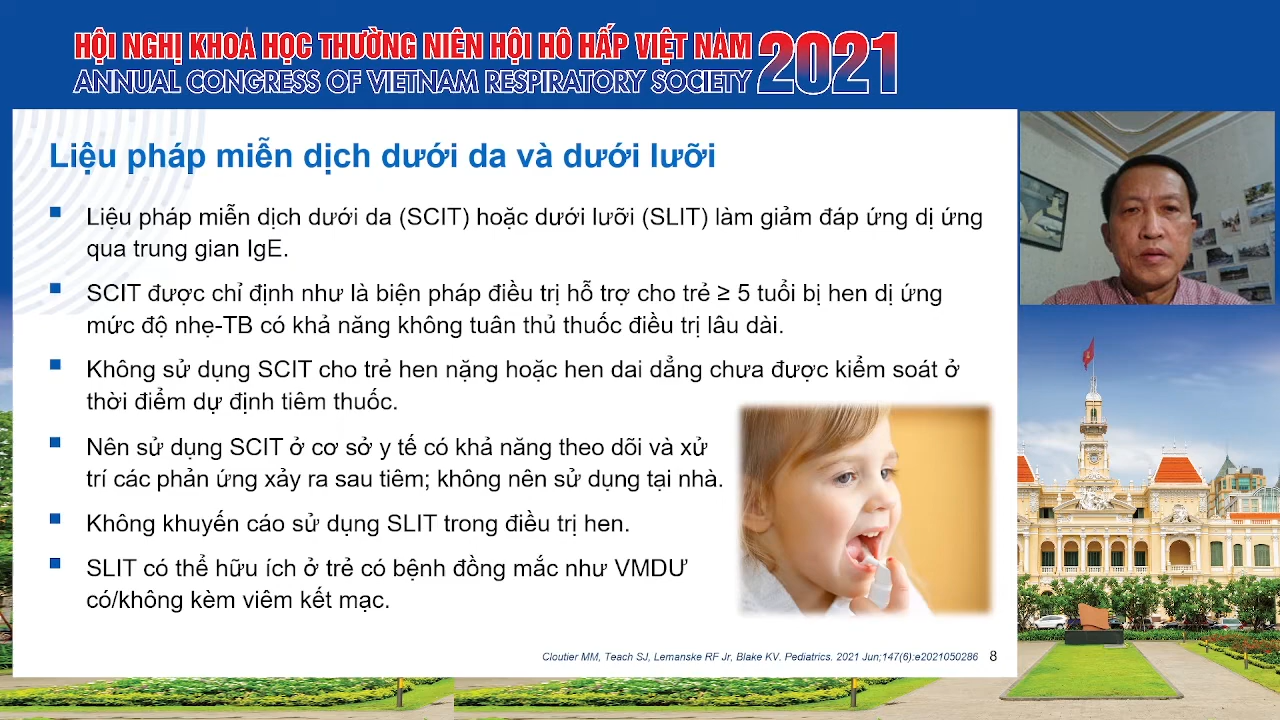 HỘI NGHỊ KHOA HỌC THƯỜNG NIÊN HỘI HÔ HẤP VIỆT NAM 2021
ANNUAL CONGRESS OF VIETNAM RESPIRATORY SOCIETY
Liệu pháp miễn dịch dưới da và dưới lưỡi
Liệu pháp miễn dịch dưới da (SCIT) hoặc dưới lưỡi (SLIT) làm giảm đáp ứng dị ứng
qua trung gian IgE.
SCIT được chỉ định như là biện pháp điều trị hỗ trợ cho trẻ ≥ 5 tuổi bị hen dị ứng
mức độ nhẹ-TB có khả năng không tuân thủ thuốc điều trị lâu dài.
Không sử dụng SCIT cho trẻ hen nặng hoặc hen dai dẳng chưa được kiểm soát ở
thời điểm dự định tiêm thuốc.
Nên sử dụng SCIT ở cơ sở y tế có khả năng theo dõi và xử
trí các phản ứng xảy ra sau tiêm; không nên sử dụng tại nhà.
Không khuyến cáo sử dụng SLIT trong điều trị hen.
SLIT có thể hữu ích ở trẻ có bệnh đồng mắc như VMDƯ
có/không kèm viêm kết mạc.
Cloutier MM, Teach SJ, Lemanske RF Jr, Blake KV. Pediatrics. 2021 Jun;147(6):e2021050286 8